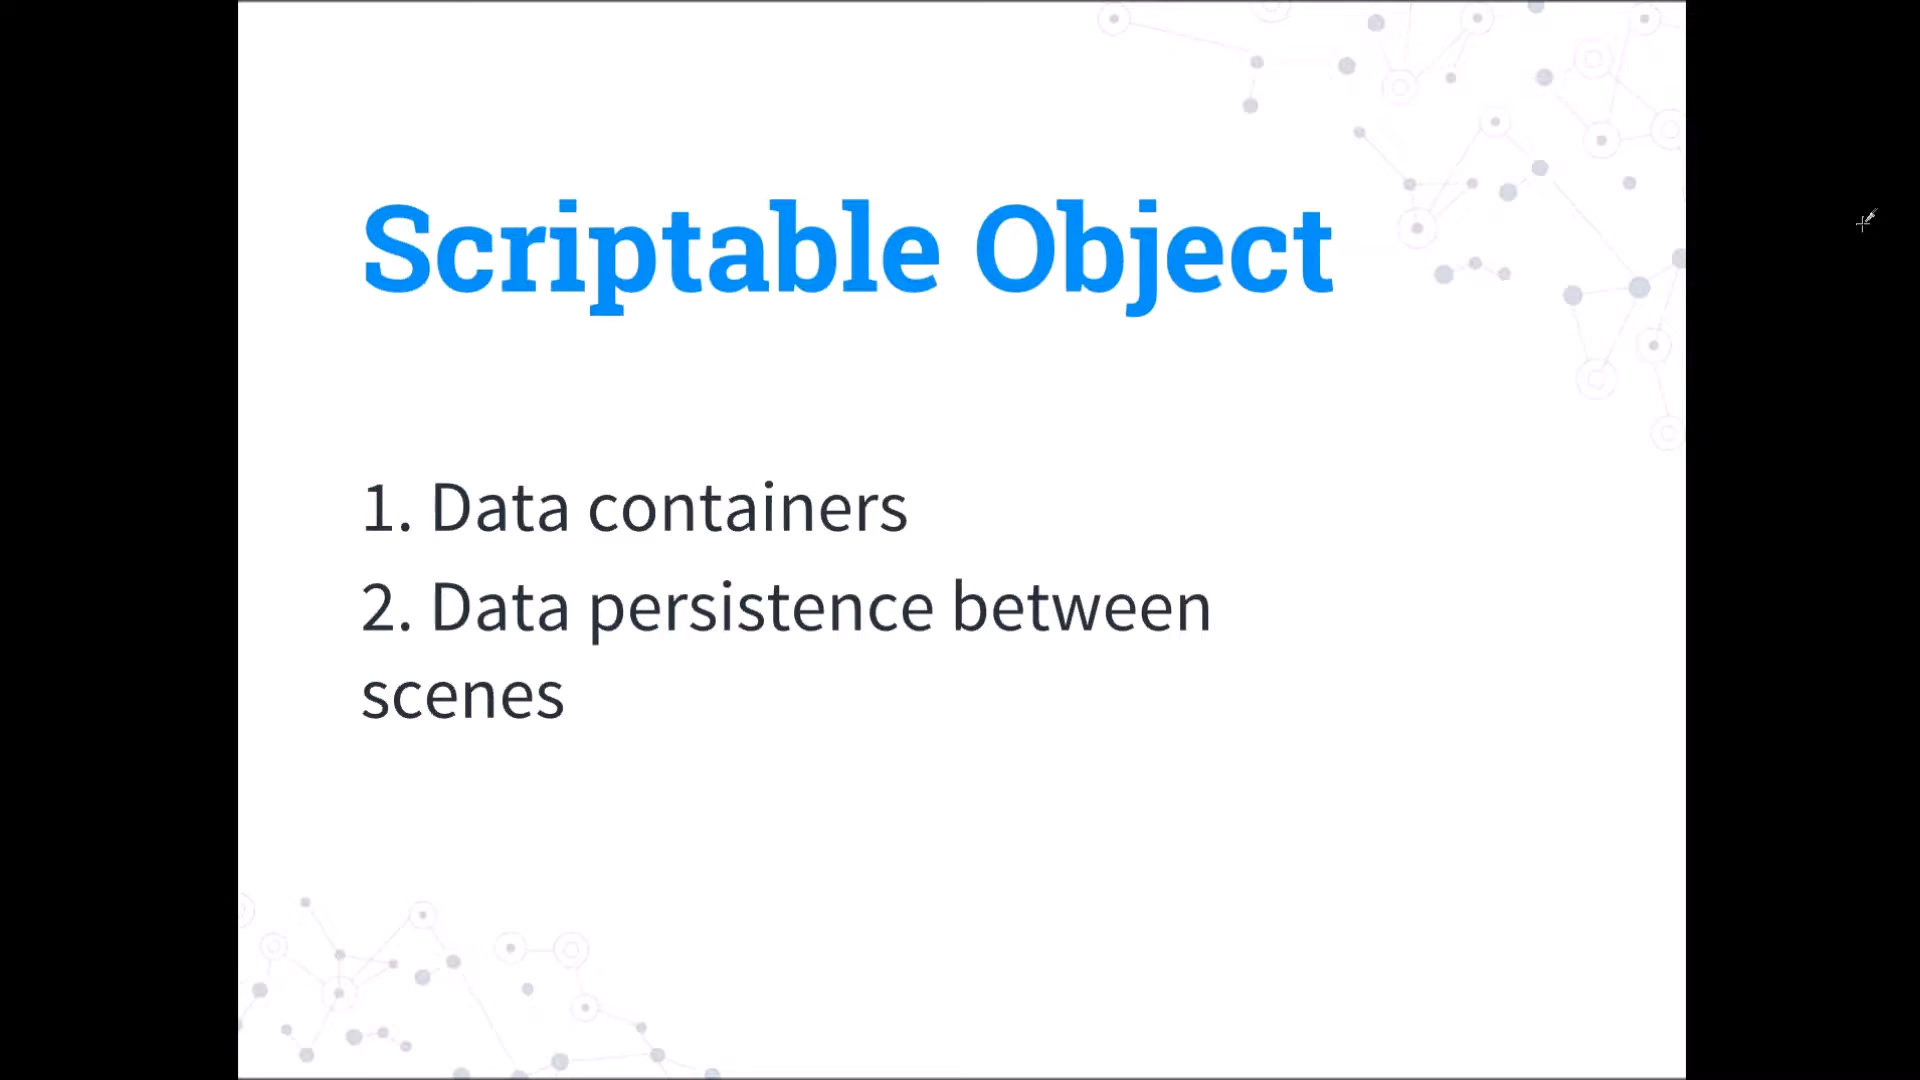 Scriptable Object
1. Data containers
2. Data persistence between
scenes